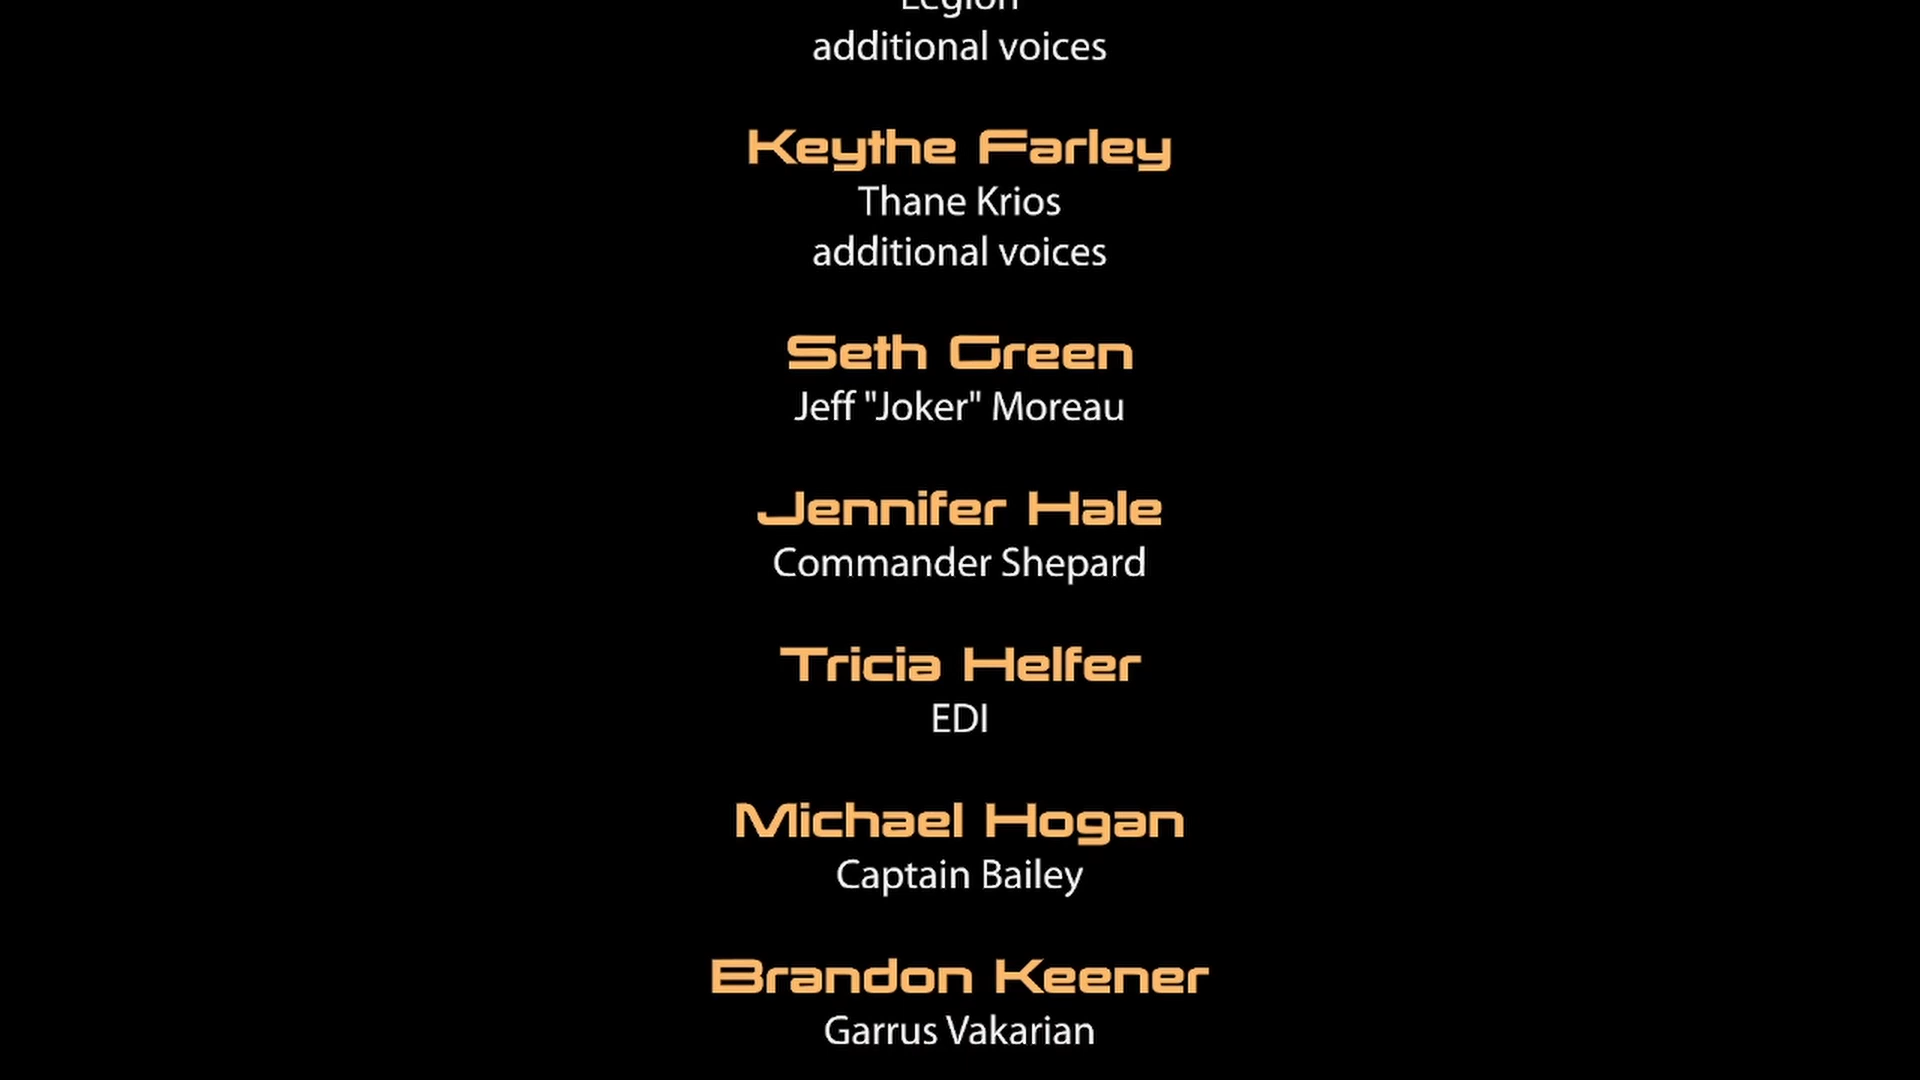 Legion
additional voices
Keythe Farley
Thane Krios
additional voices
Seth Green
Jeff "Joker" Moreau
Jennifer Hale
Commander Shepard
Tricia Helfer
EDI
Michael Hogan
Captain Bailey
Brandon Keener
Garrus Vakarian